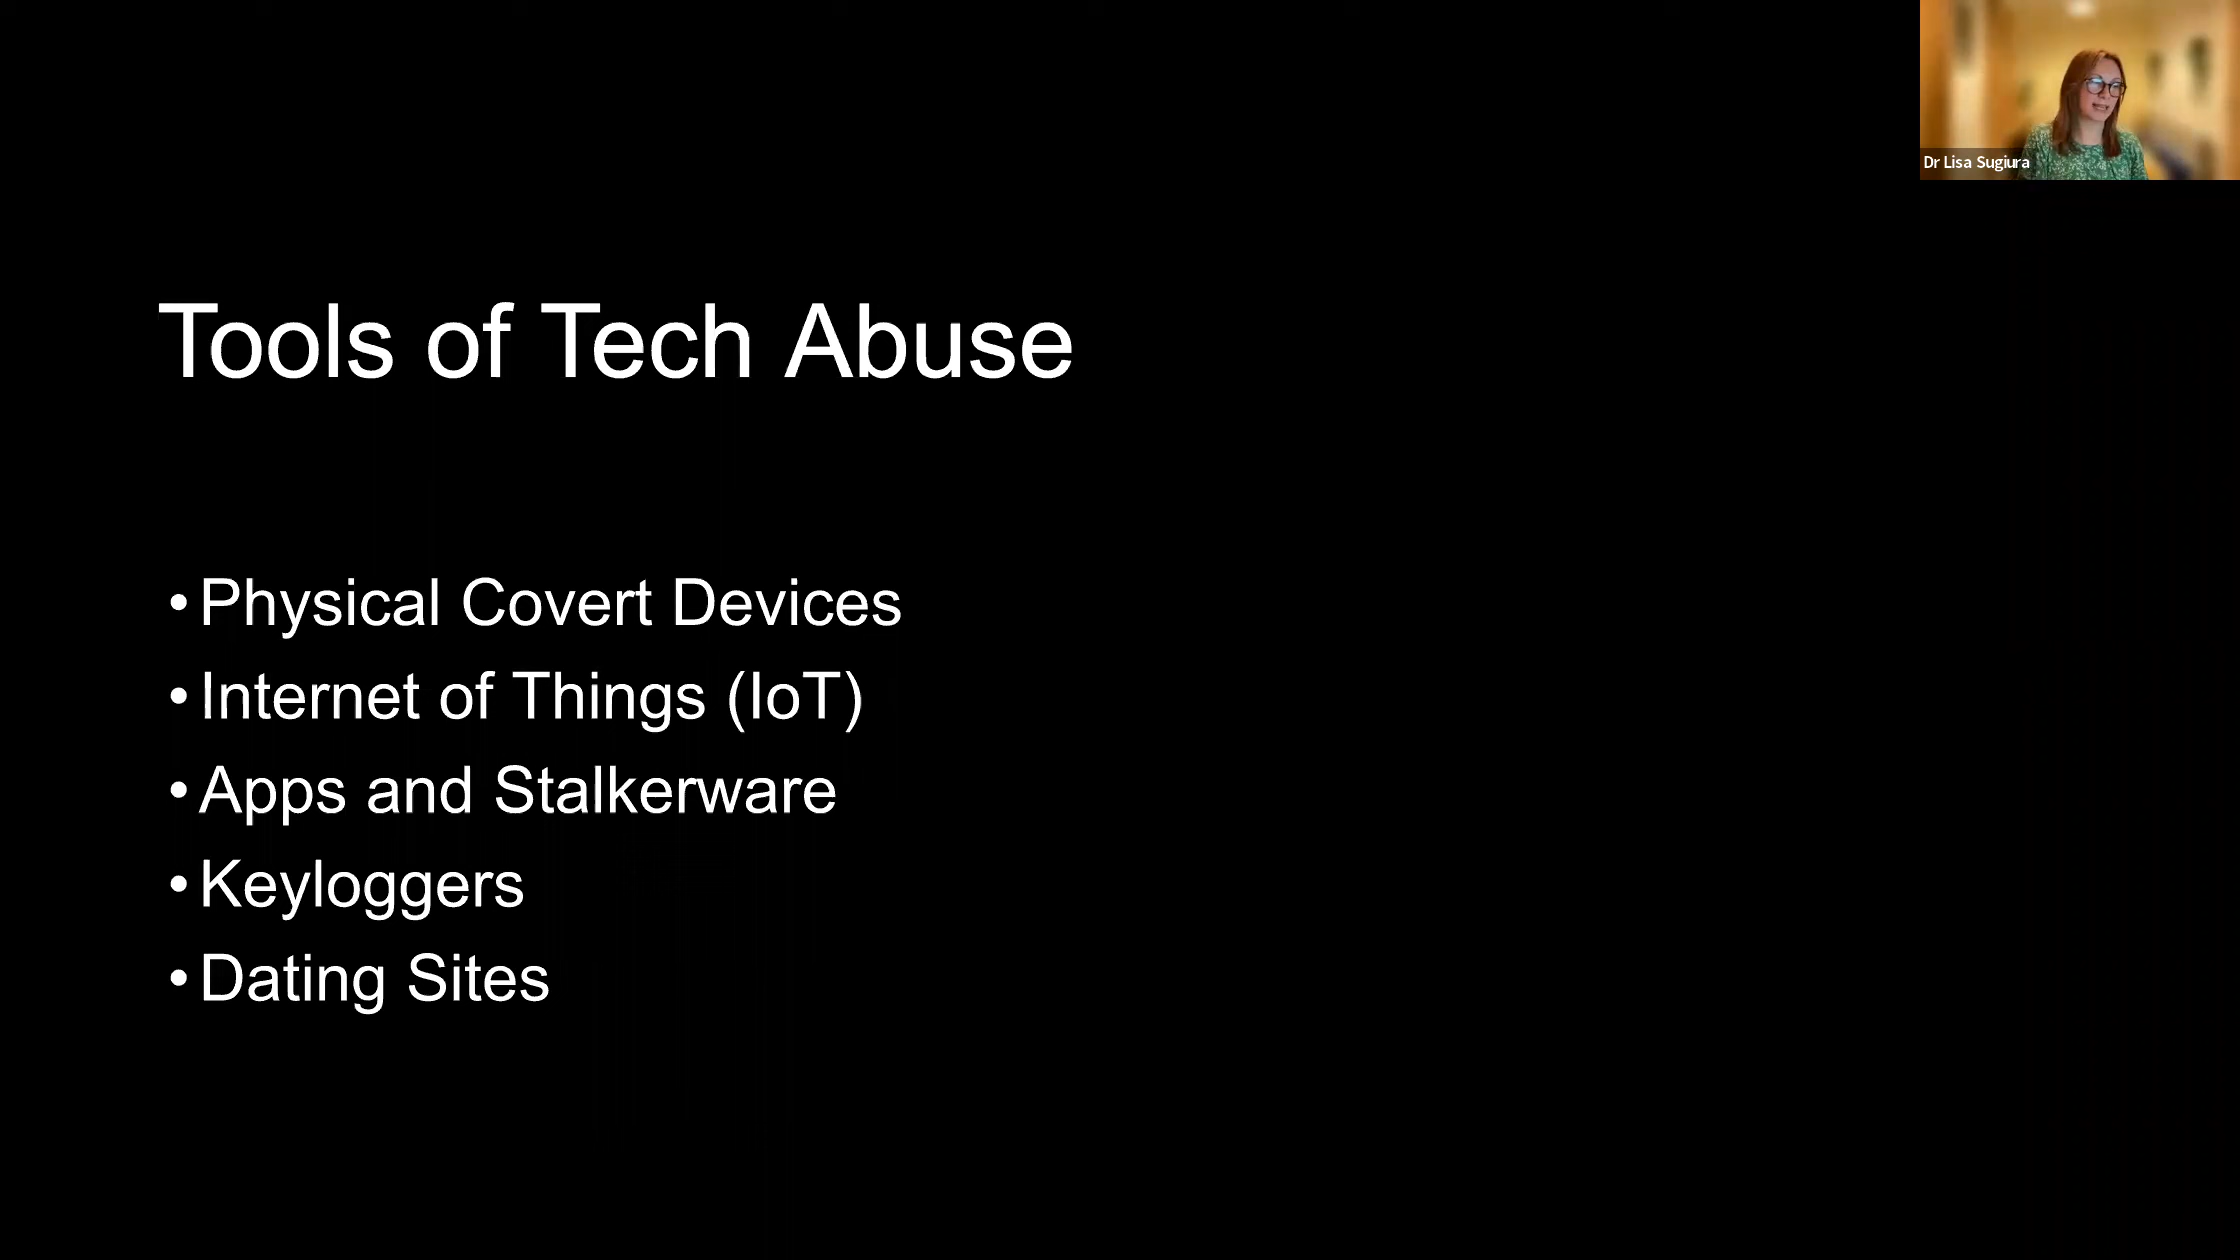 Dr Lisa Sugiura
Tools of Tech Abuse
•Physical Covert Devices
•Internet of Things (IoT)
•Apps and Stalkerware
•Keyloggers
•Dating Sites